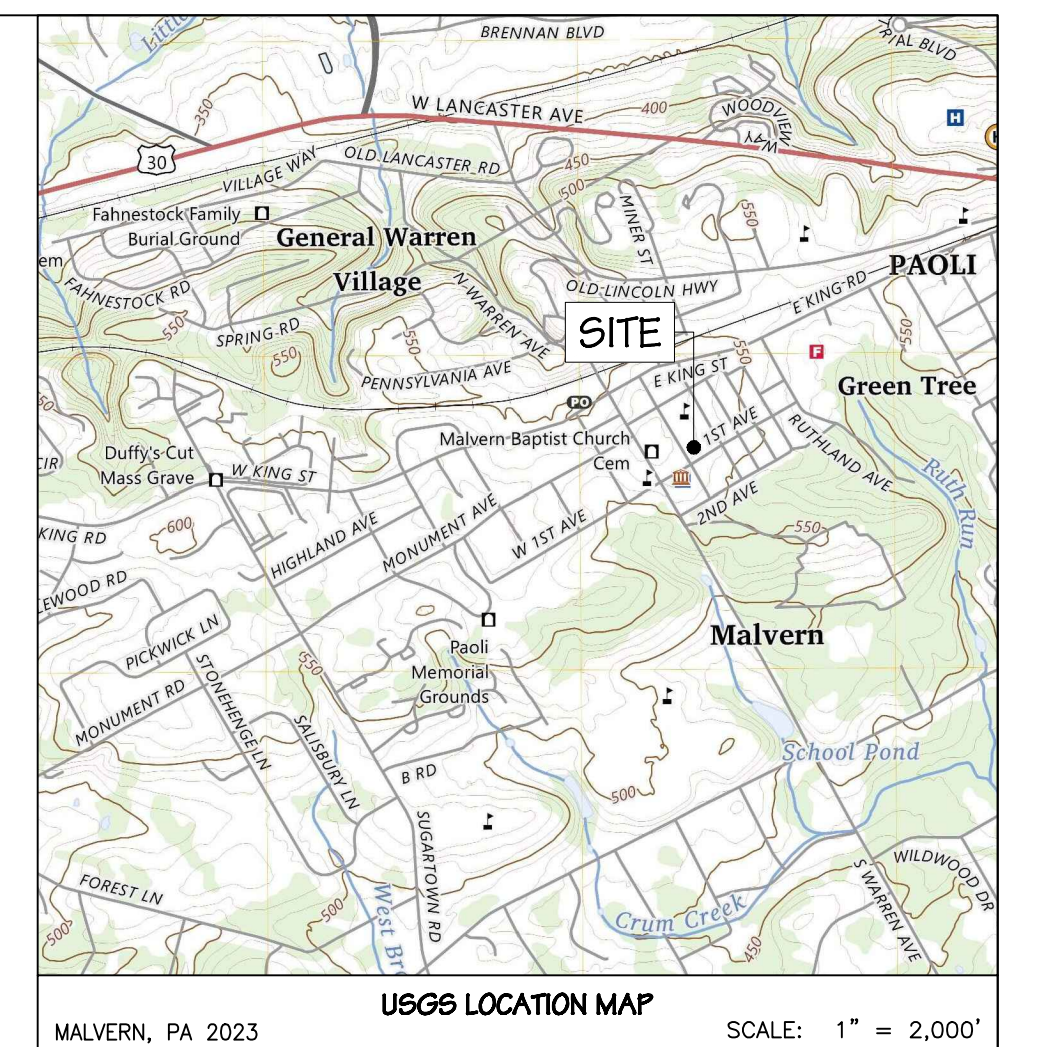 Little
BRENNAN BLVD
TRIAL BLVD
W LANCASTER AVE
400
WOODVIEW
WAY
350
H
30
VILLAGE WAY
OLD LANCASTER RD
450
500
MINER ST
550
Fahnestock Family
Burial Ground
General Warren
Village
PAOLI
em
FAHNESTOCK RD
N WARREN AVE
OLD LINCOLN HWY
E KING RD
SPRING RD
550
550
550
SITE
550
550
F
PENNSYLVANIA AVE
E KING ST
PO
Green Tree
Malvern Baptist Church
Cem
1ST AVE
RUTHLAND AVE
Duffy's Cut
Mass Grave
W KING ST
CIR
50
2ND AVE
Ruth Run
KING RD
600
HIGHLAND AVE
MONUMENT AVE
W 1ST AVE
550
EWOOD RD
PICKWICK LN
Malvern
Paoli
Memorial
Grounds
550
STONEHENGE LN
MONUMENT RD
SALISBURY LN
School Pond
B RD
500
SUGARTOWN RD
FOREST LN
500
500
West Br
Crum Creek
450
S WARREN AVE
WILDWOOD DR
USGS LOCATION MAP
MALVERN, PA 2023
SCALE: 1" = 2,000'